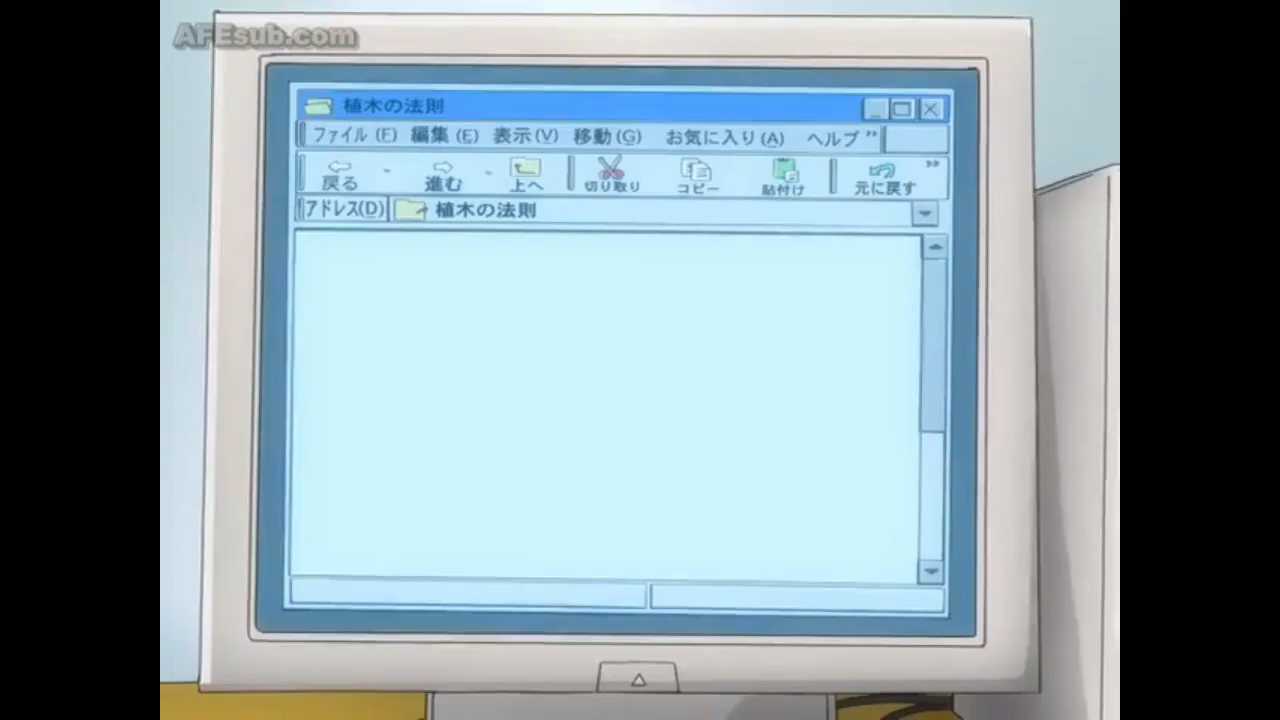 AFEsub.com
植木の法則
ファイル (F) 編集 (E) 表示(V) 移動(G) お気に入り(A) ヘルプ ”
戻る 進む 上へ 切り取り コピー 貼付け 元に戻す ”
アドレス(D) 植木の法則